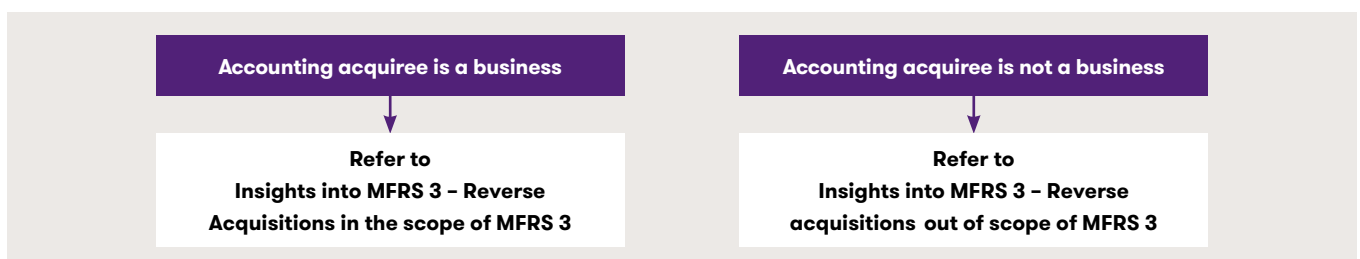 Accounting acquiree is a business
Refer to
Insights into MFRS 3 – Reverse
Acquisitions in the scope of MFRS 3
Accounting acquiree is not a business
Refer to
Insights into MFRS 3 – Reverse
acquisitions out of scope of MFRS 3